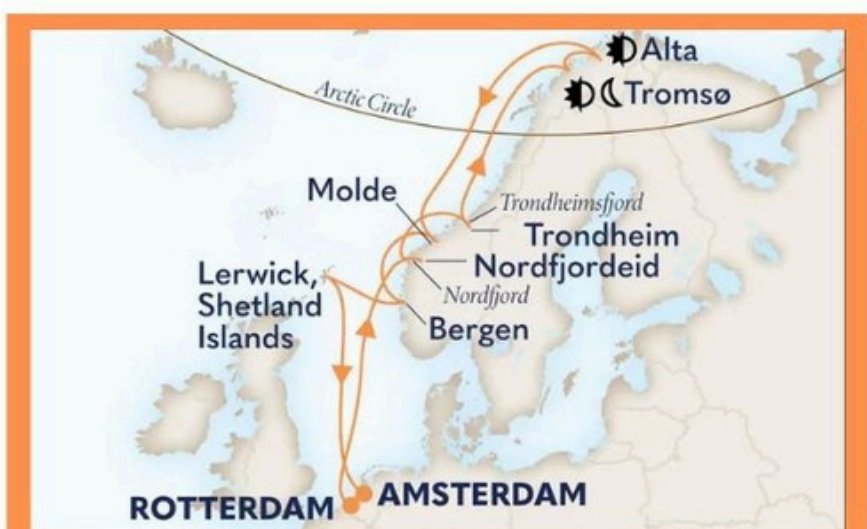 Alta
Tromsø
Arctic Circle
Molde
Trondheimsfjord
Trondheim
Nordfjordeid
Lerwick,
Shetland
Islands
Nordfjord
Bergen
AMSTERDAM
ROTTERDAM